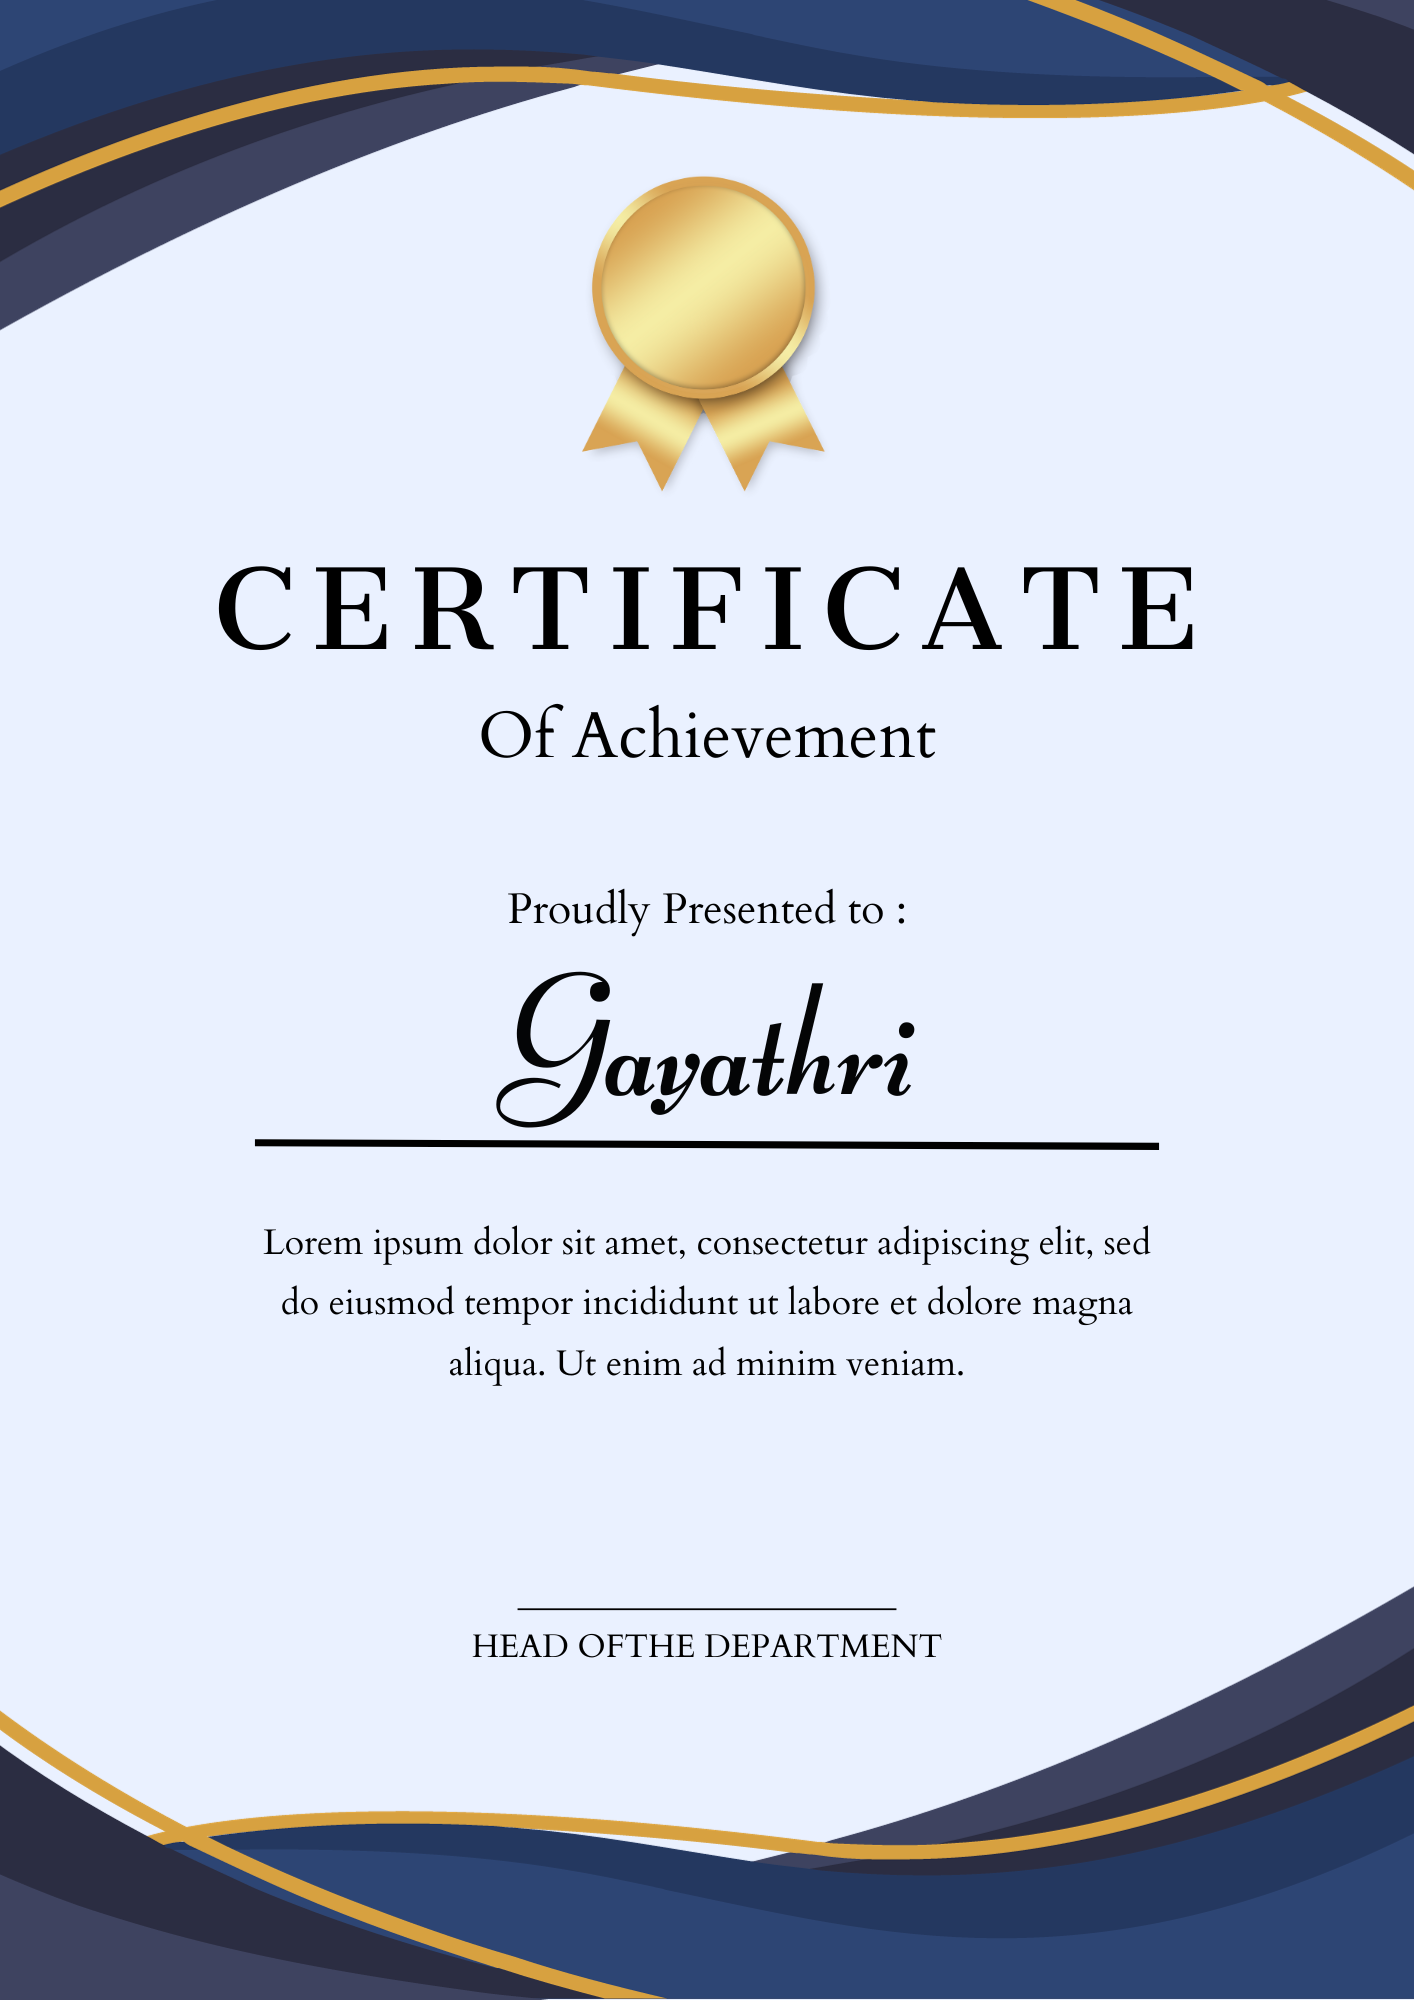 CERTIFICATE
Of Achievement
Proudly Presented to :
Gayathri
Lorem ipsum dolor sit amet, consectetur adipiscing elit, sed
do eiusmod tempor incididunt ut labore et dolore magna
aliqua. Ut enim ad minim veniam.
HEAD OFTHE DEPARTMENT